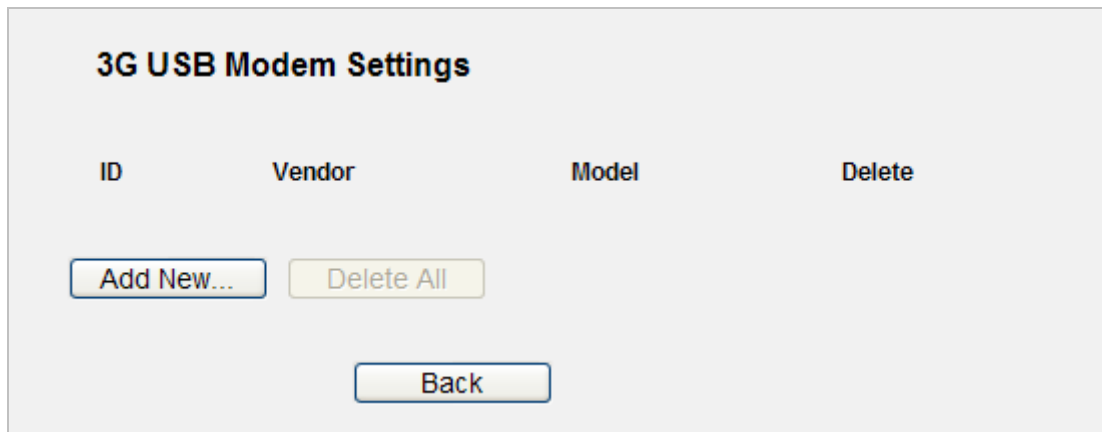 3G USB Modem Settings
ID Vendor Model Delete
Add New... Delete All
Back